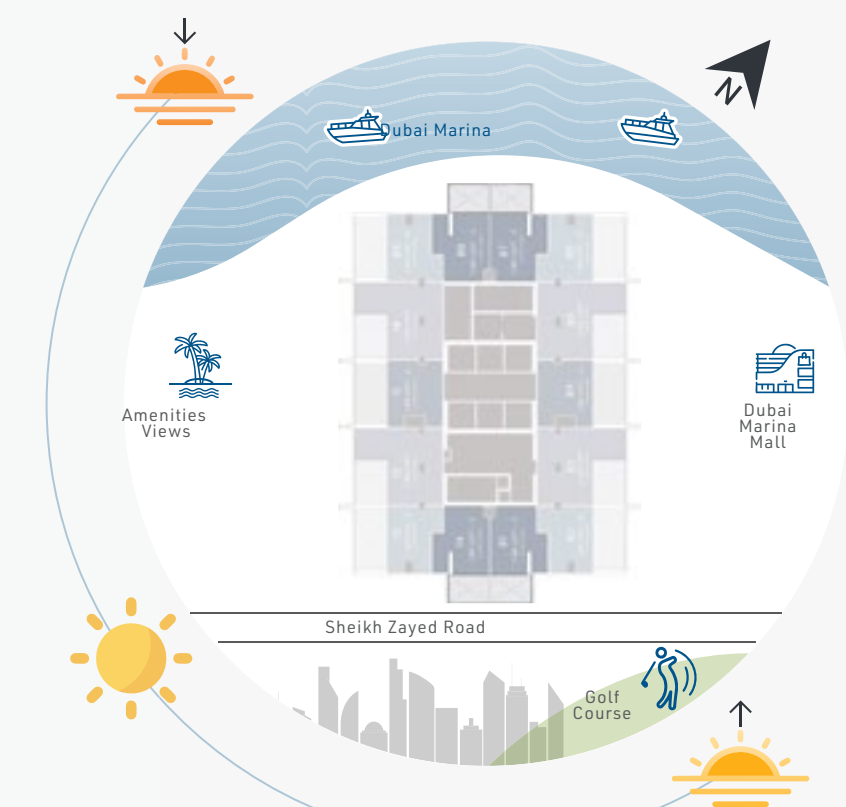 N
Dubai Marina
Amenities
Views
Dubai
Marina
Mall
Sheikh Zayed Road
Golf
Course